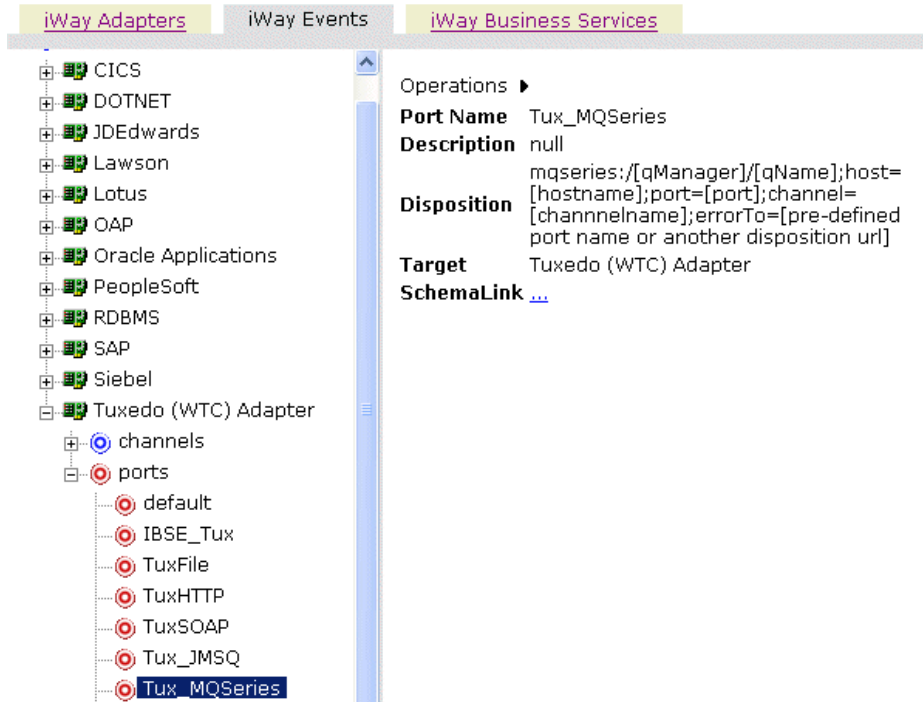 iWay Adapters
iWay Events
iWay Business Services
CICS
DOTNET
JDEdwards
Lawson
Lotus
OAP
Oracle Applications
PeopleSoft
RDBMS
SAP
Siebel
Tuxedo (WTC) Adapter
channels
ports
default
IBSE_Tux
TuxFile
TuxHTTP
TuxSOAP
Tux_JMSQ
Tux_MQSeries
Operations
Port Name Tux_MQSeries
Description null
Disposition mqseries:/[qManager]/[qName];host=
[hostname];port=[port];channel=
[channnelname];errorTo=[pre-defined
port name or another disposition url]
Target Tuxedo (WTC) Adapter
SchemaLink ...